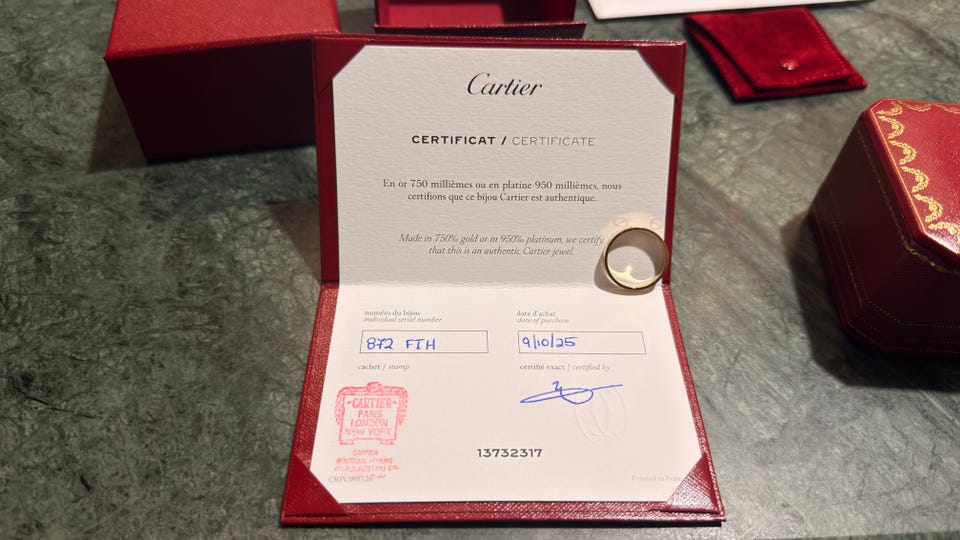 Cartier
CERTIFICAT / CERTIFICATE
En or 750 millièmes ou en platine 950 millièmes, nous
certifions que ce bijou Cartier est authentique.
Made in 750‰ gold or in 950‰ platinum, we certify
that this is an authentic Cartier jewel.
numéro du bijou
individual serial number
872 FTH
date d'achat
date of purchase
9/10/25
cachet / stamp
certifié exact / certified by
CARTIER
PARIS
LONDON
NEW YORK
CARTIER
BOUTIQUE ATHENS
13732317
Printed in